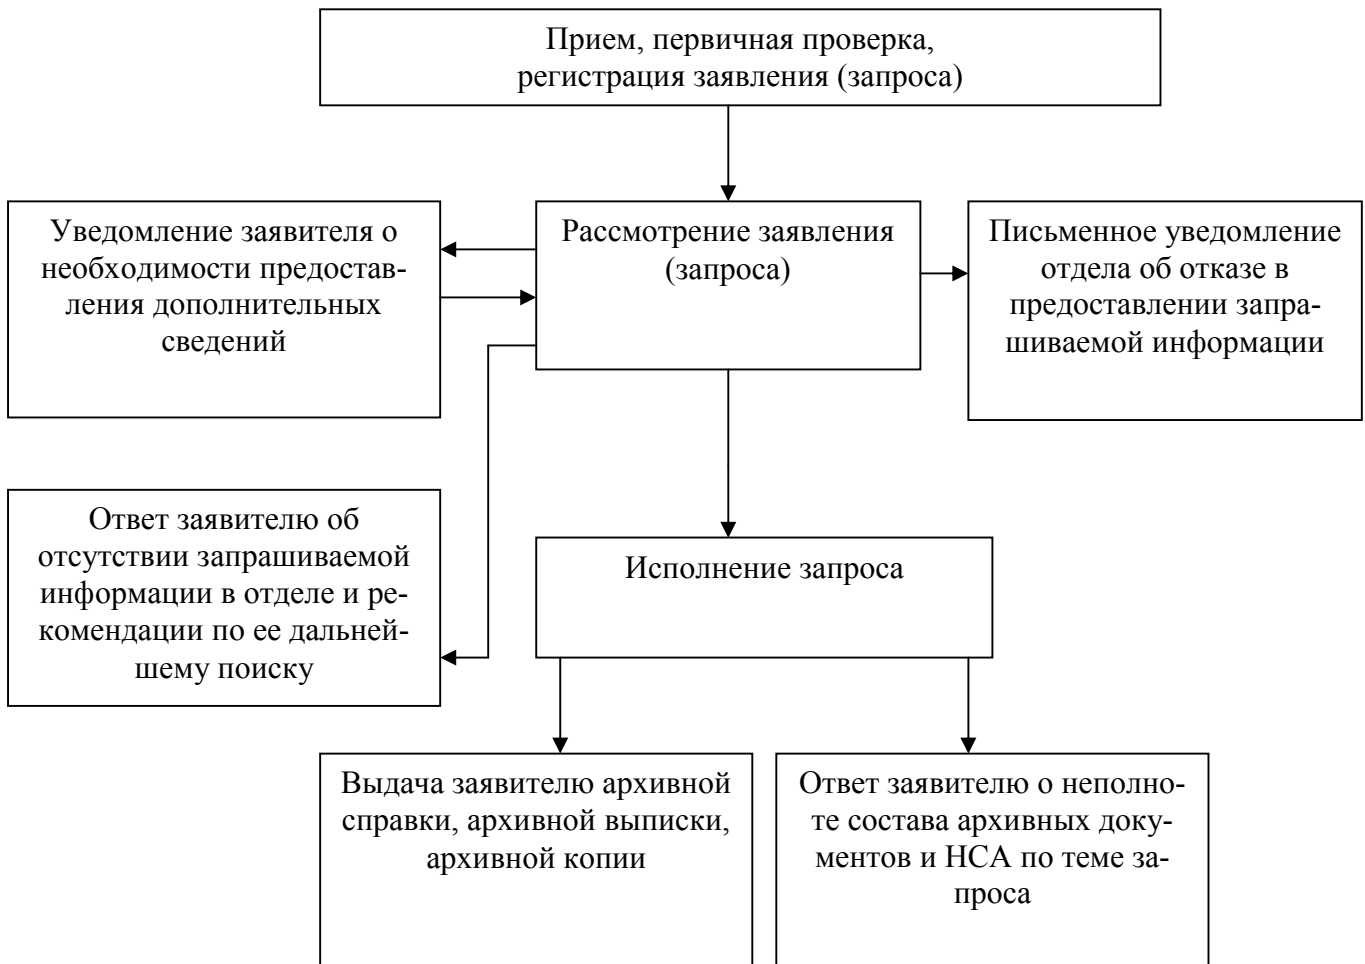 Прием, первичная проверка,
регистрация заявления (запроса)
Уведомление заявителя о
необходимости предостав-
ления дополнительных
сведений
Рассмотрение заявления
(запроса)
Письменное уведомление
отдела об отказе в
предоставлении запра-
шиваемой информации
Ответ заявителю об
отсутствии запрашиваемой
информации в отделе и ре-
комендации по ее дальней-
шему поиску
Исполнение запроса
Выдача заявителю архивной
справки, архивной выписки,
архивной копии
Ответ заявителю о неполно-
те состава архивных доку-
ментов и НСА по теме за-
проса